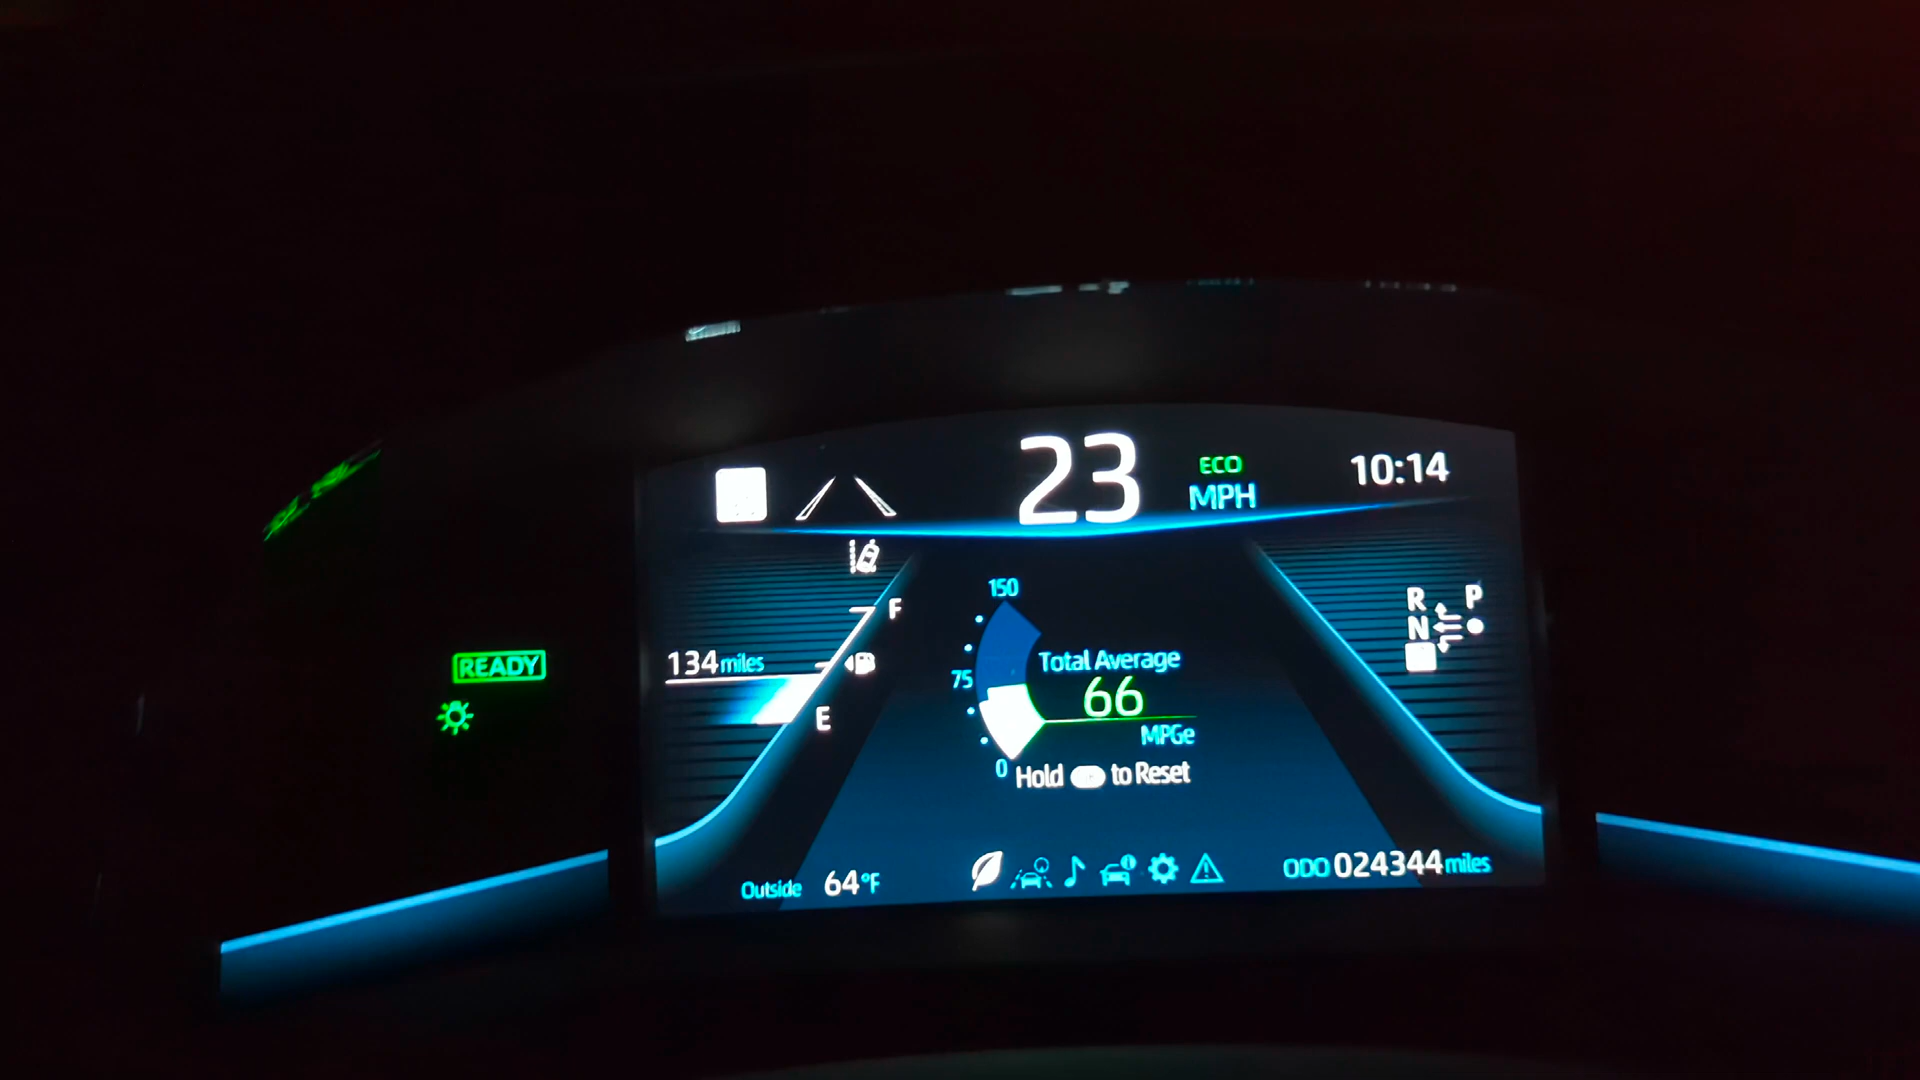 23
ECO
MPH
10:14
F
134 miles
E
READY
150
75
0
Total Average
66
MPGe
Hold to Reset
R P
N
Outside 64°F
ODO 024344 miles